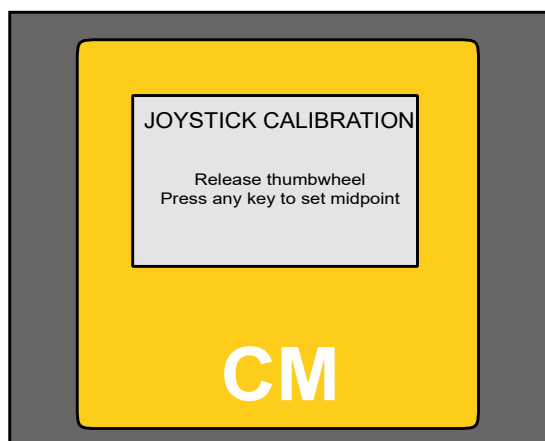 JOYSTICK CALIBRATION
Release thumbwheel
Press any key to set midpoint
CM